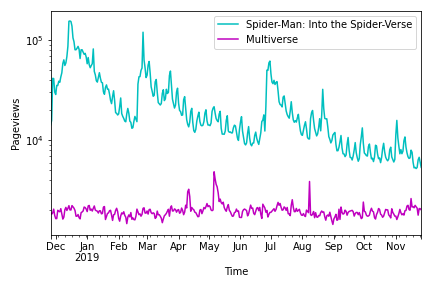 Spider-Man: Into the Spider-Verse
Multiverse
10^5
10^4
Pageviews
Dec Jan Feb Mar Apr May Jun Jul Aug Sep Oct Nov
2019
Time